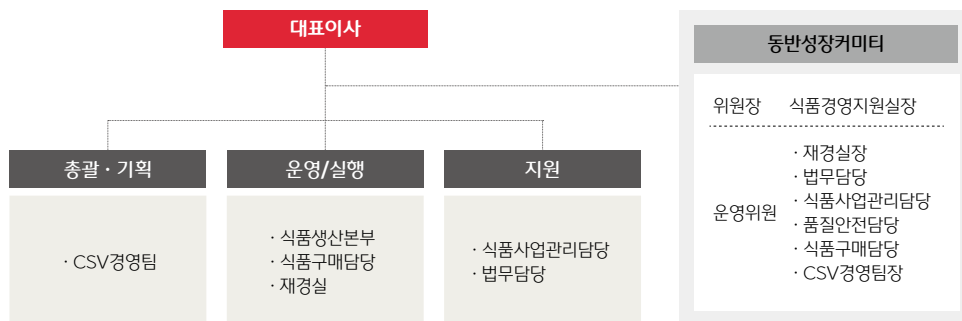 대표이사
동반성장커미티
위원장 식품경영지원실장
운영위원
· 재경실장
· 법무담당
· 식품사업관리담당
· 품질안전담당
· 식품구매담당
· CSV경영팀장
총괄 · 기획
· CSV경영팀
운영/실행
· 식품생산본부
· 식품구매담당
· 재경실
지원
· 식품사업관리담당
· 법무담당